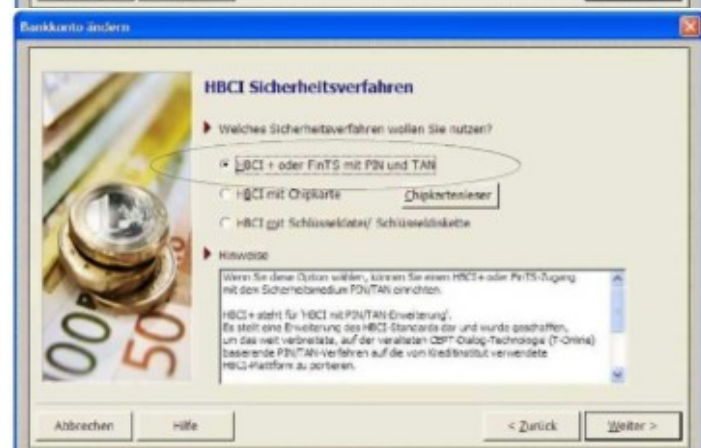 Bankkonto ändern
HBCI Sicherheitsverfahren
Welches Sicherheitsverfahren wollen Sie nutzen?
HBCI + oder FinTS mit PIN und TAN
HBCI mit Chipkarte
Chipkartenleser
HBCI mit Schlüsseldatei/ Schlüsseldiskette
Hinweise
Wenn Sie diese Option wählen, können Sie einen HBCI+ oder FinTS-Zugang
mit dem Sicherheitsmedium PIN/TAN einrichten.
HBCI+ steht für 'HBCI mit PIN/TAN-Erweiterung'.
Es stellt eine Erweiterung des HBCI-Standards dar und wurde geschaffen,
um das weit verbreitete, auf der veralteten CEPT-Dialog-Technologie (T-Online)
basierende PIN/TAN-Verfahren auf die vom Kreditinstitut verwendete
HBCI-Plattform zu portieren.
Abbrechen
Hilfe
< Zurück
Weiter >